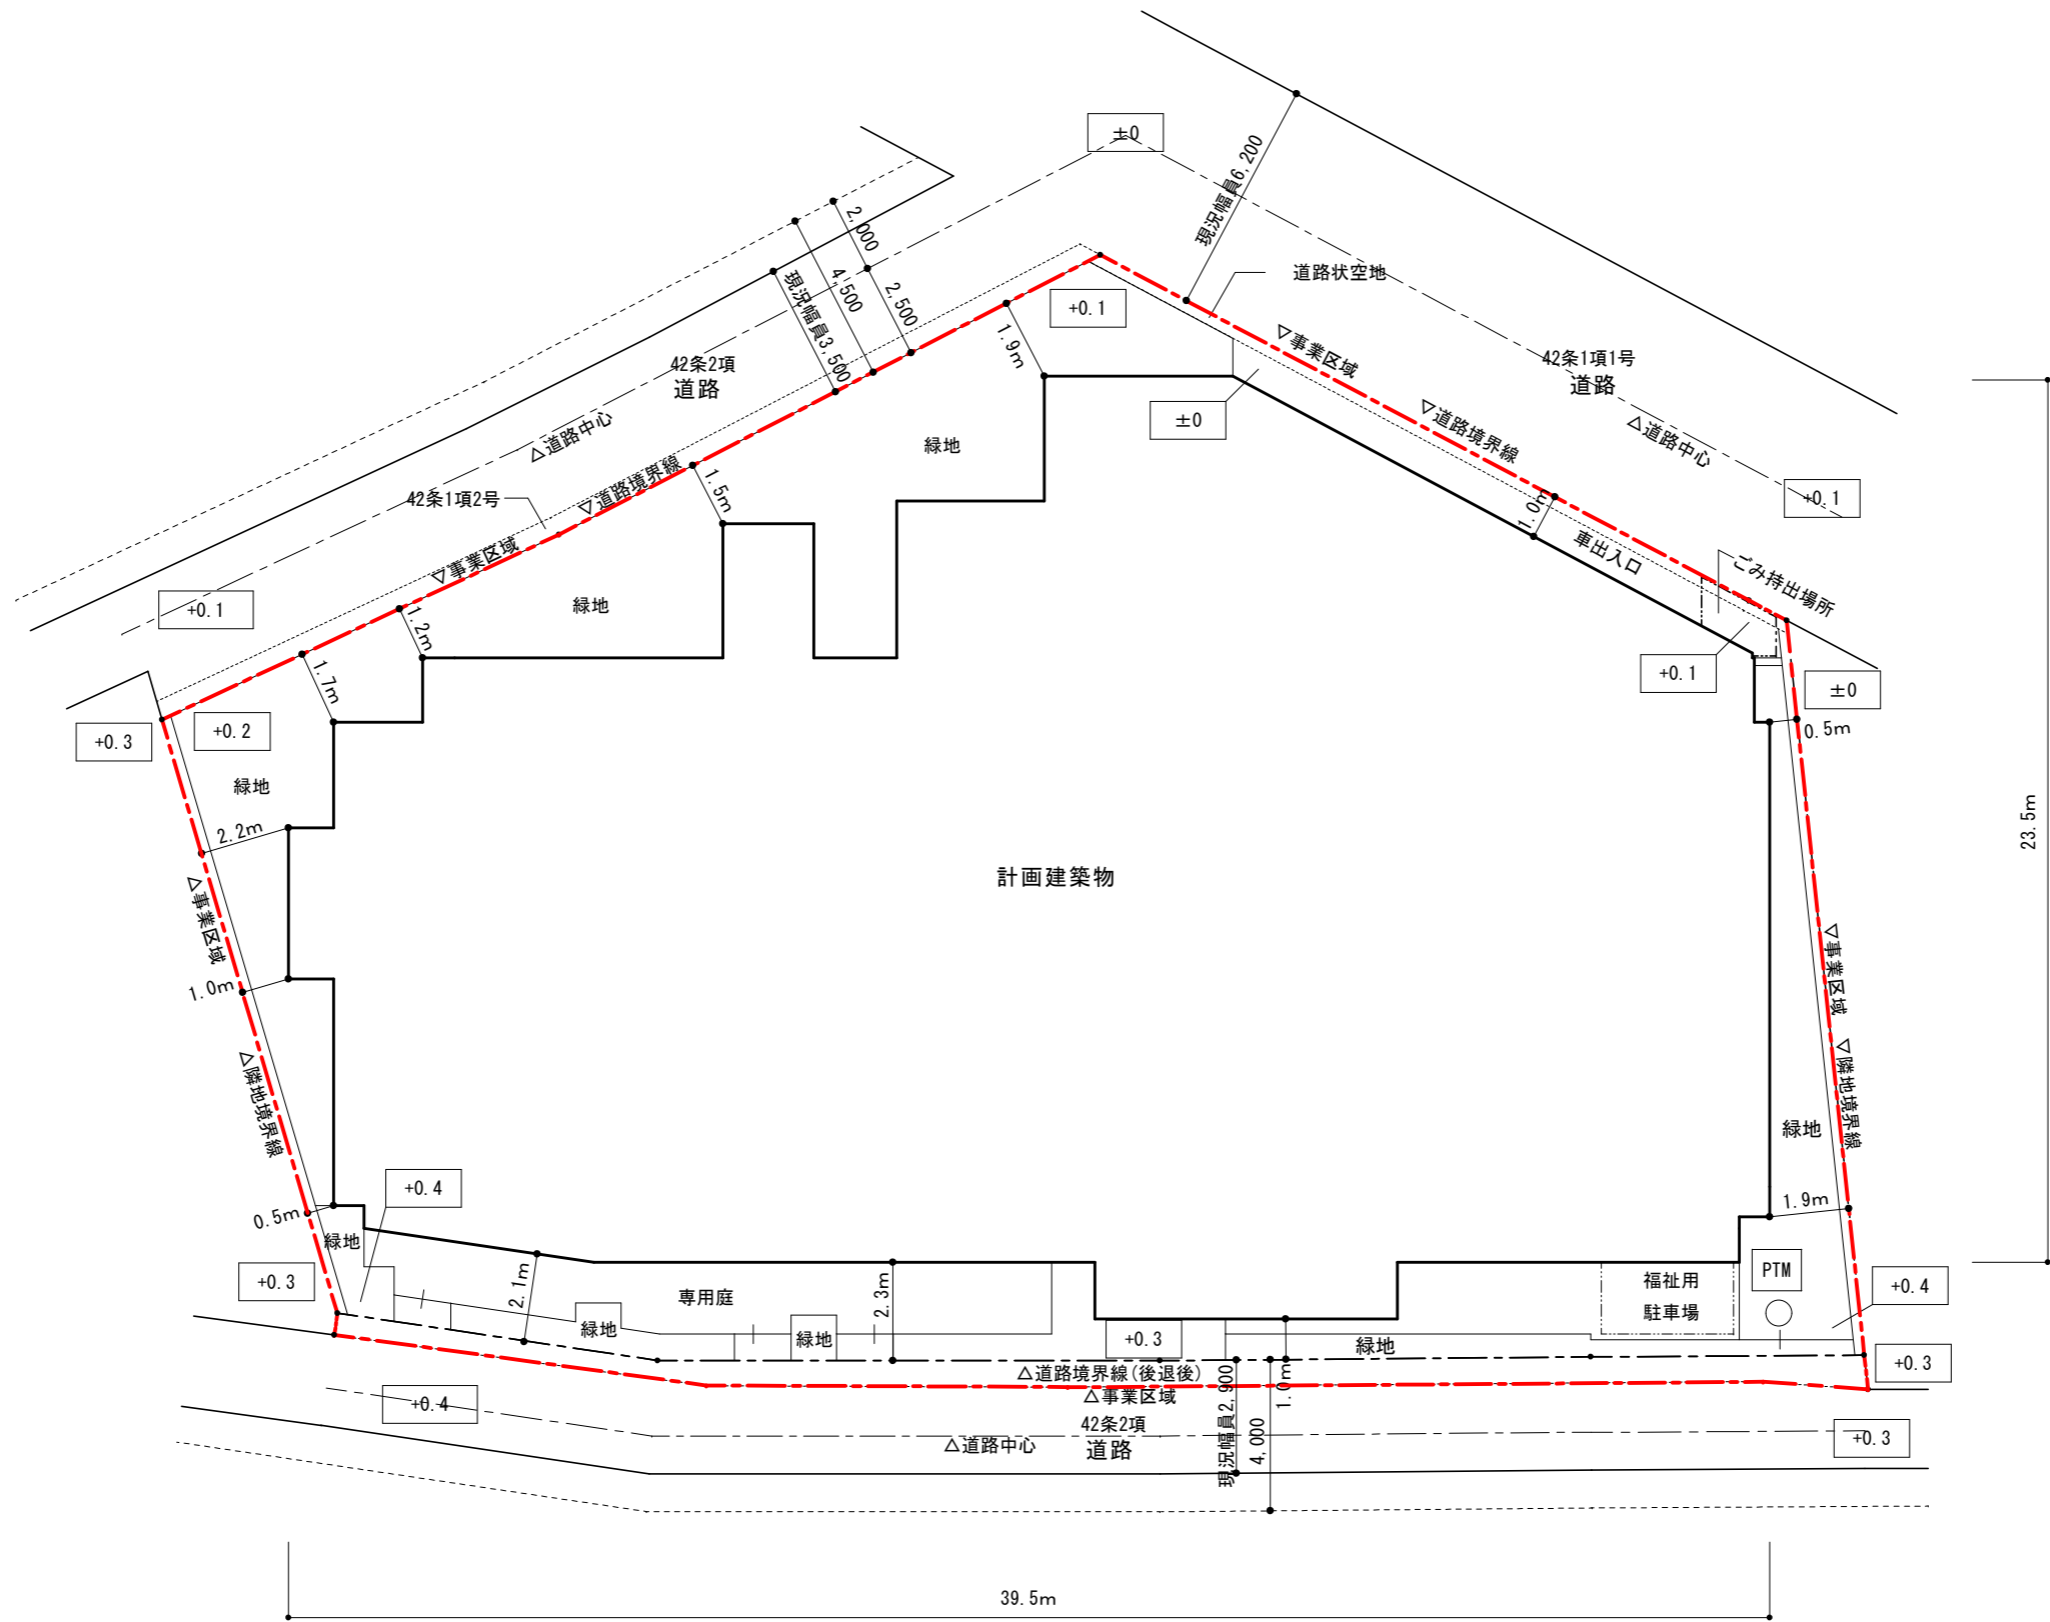 ±0
現況幅員6,200
2,000
4,500
2,500
現況幅員3,500
道路状空地
+0.1
1.9m
▽事業区域
42条2項
道路
42条1項1号
道路
±0
▽道路境界線
△道路中心
△道路中心
緑地
▽道路境界線
1.5m
42条1項2号
+0.1
1.0m
▽事業区域
車出入口
ごみ持出場所
+0.1
緑地
1.2m
1.7m
+0.1
±0
+0.3
+0.2
0.5m
緑地
2.2m
23.5m
計画建築物
△事業区域
▽事業区域
1.0m
△隣地境界線
▽隣地境界線
緑地
+0.4
1.9m
0.5m
緑地
+0.3
2.1m
専用庭
2.3m
福祉用
駐車場
PTM
+0.4
緑地
緑地
+0.3
緑地
+0.3
△道路境界線(後退後)
△事業区域
1.0m
+0.4
現況幅員2,900
4,000
42条2項
道路
△道路中心
+0.3
39.5m